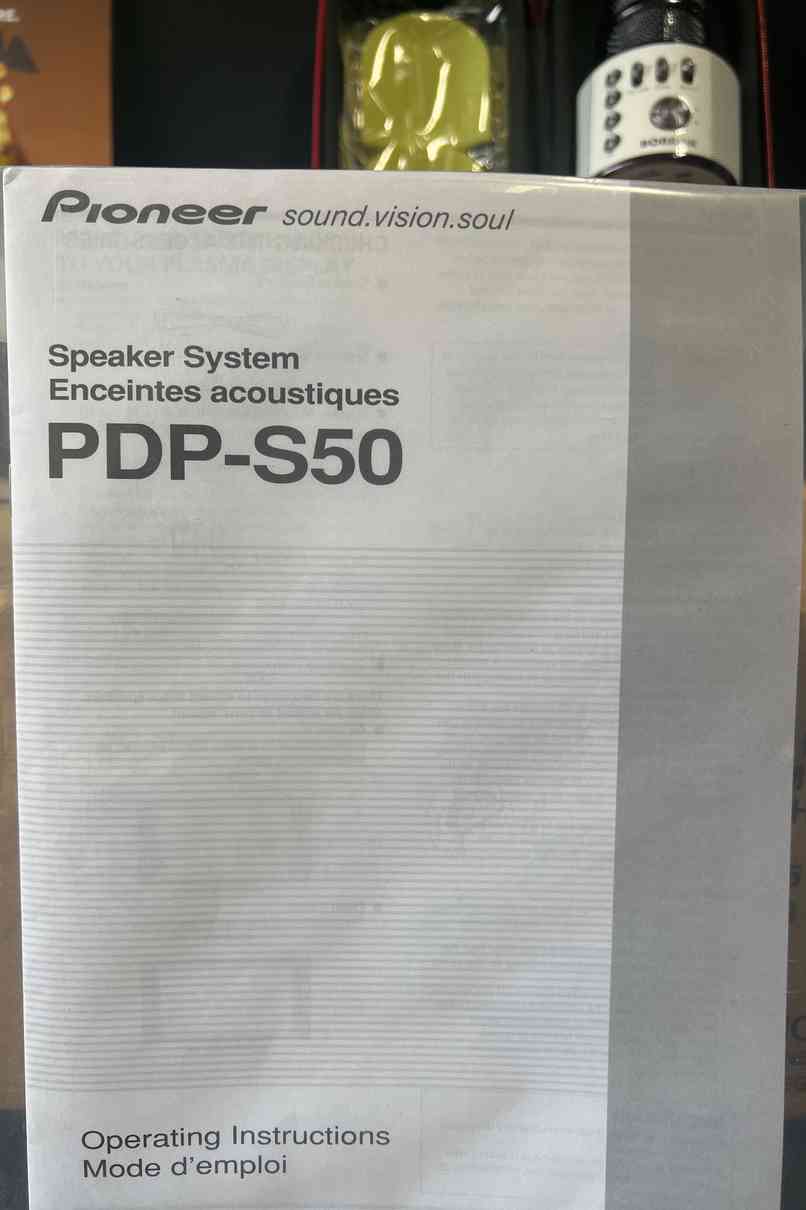 Pioneer sound.vision.soul
Speaker System
Enceintes acoustiques
PDP-S50
Operating Instructions
Mode d'emploi